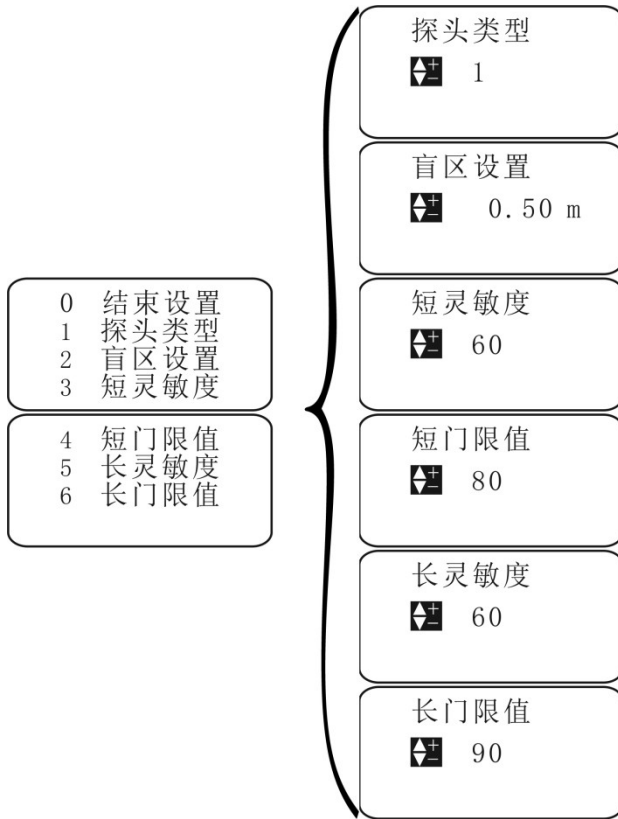 0 结束设置
1 探头类型
2 盲区设置
3 短灵敏度
4 短门限值
5 长灵敏度
6 长门限值
探头类型
1
盲区设置
0.50 m
短灵敏度
60
短门限值
80
长灵敏度
60
长门限值
90